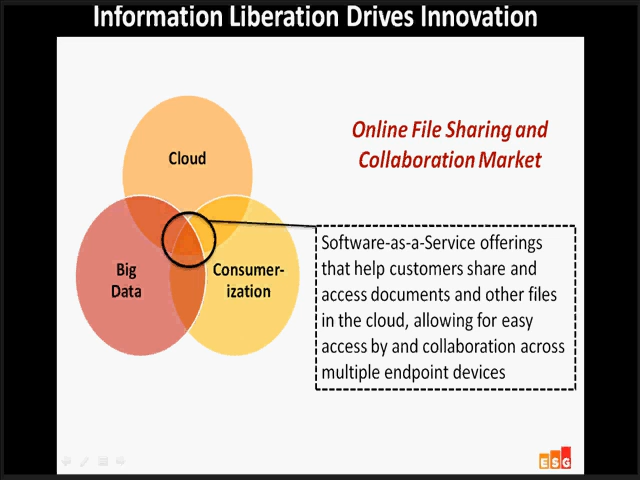 Information Liberation Drives Innovation
Online File Sharing and
Collaboration Market
Cloud
Big
Data
Consumer-
ization
Software-as-a-Service offerings
that help customers share and
access documents and other files
in the cloud, allowing for easy
access by and collaboration across
multiple endpoint devices
ESG